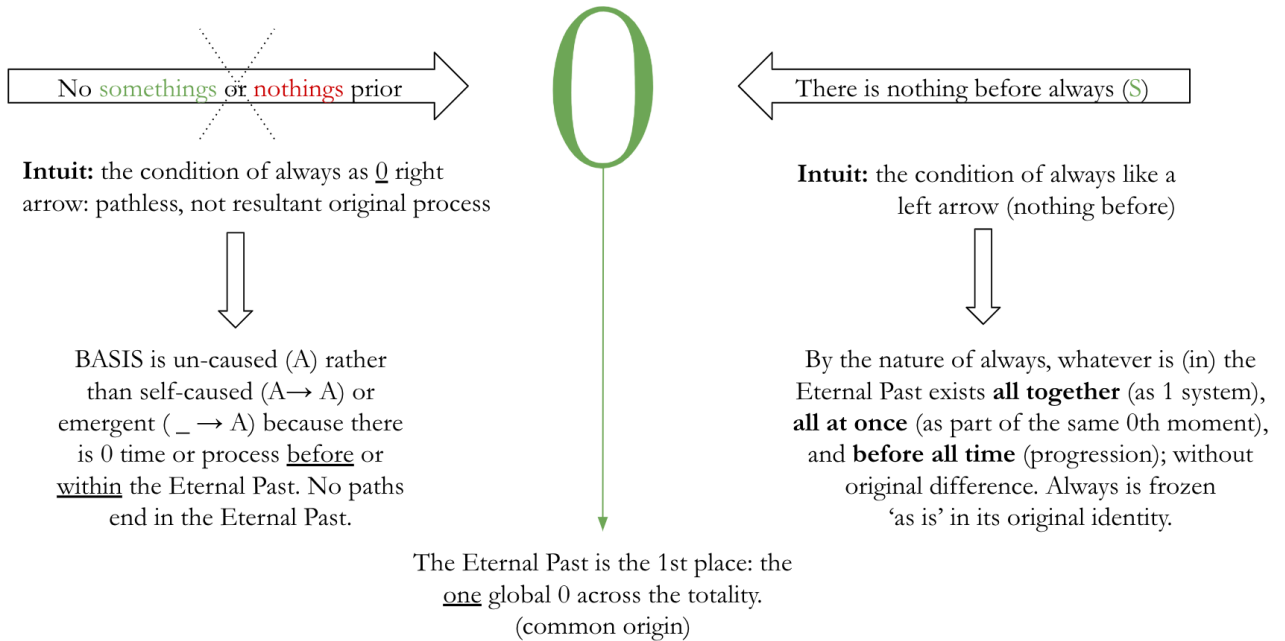 No somethings or nothings prior
0
There is nothing before always (S)
Intuit: the condition of always as 0 right
arrow: pathless, not resultant original process
Intuit: the condition of always like a
left arrow (nothing before)
BASIS is un-caused (A) rather
than self-caused (A→ A) or
emergent ( _ → A) because there
is 0 time or process before or
within the Eternal Past. No paths
end in the Eternal Past.
By the nature of always, whatever is (in) the
Eternal Past exists all together (as 1 system),
all at once (as part of the same 0th moment),
and before all time (progression); without
original difference. Always is frozen
‘as is’ in its original identity.
The Eternal Past is the 1st place: the
one global 0 across the totality.
(common origin)